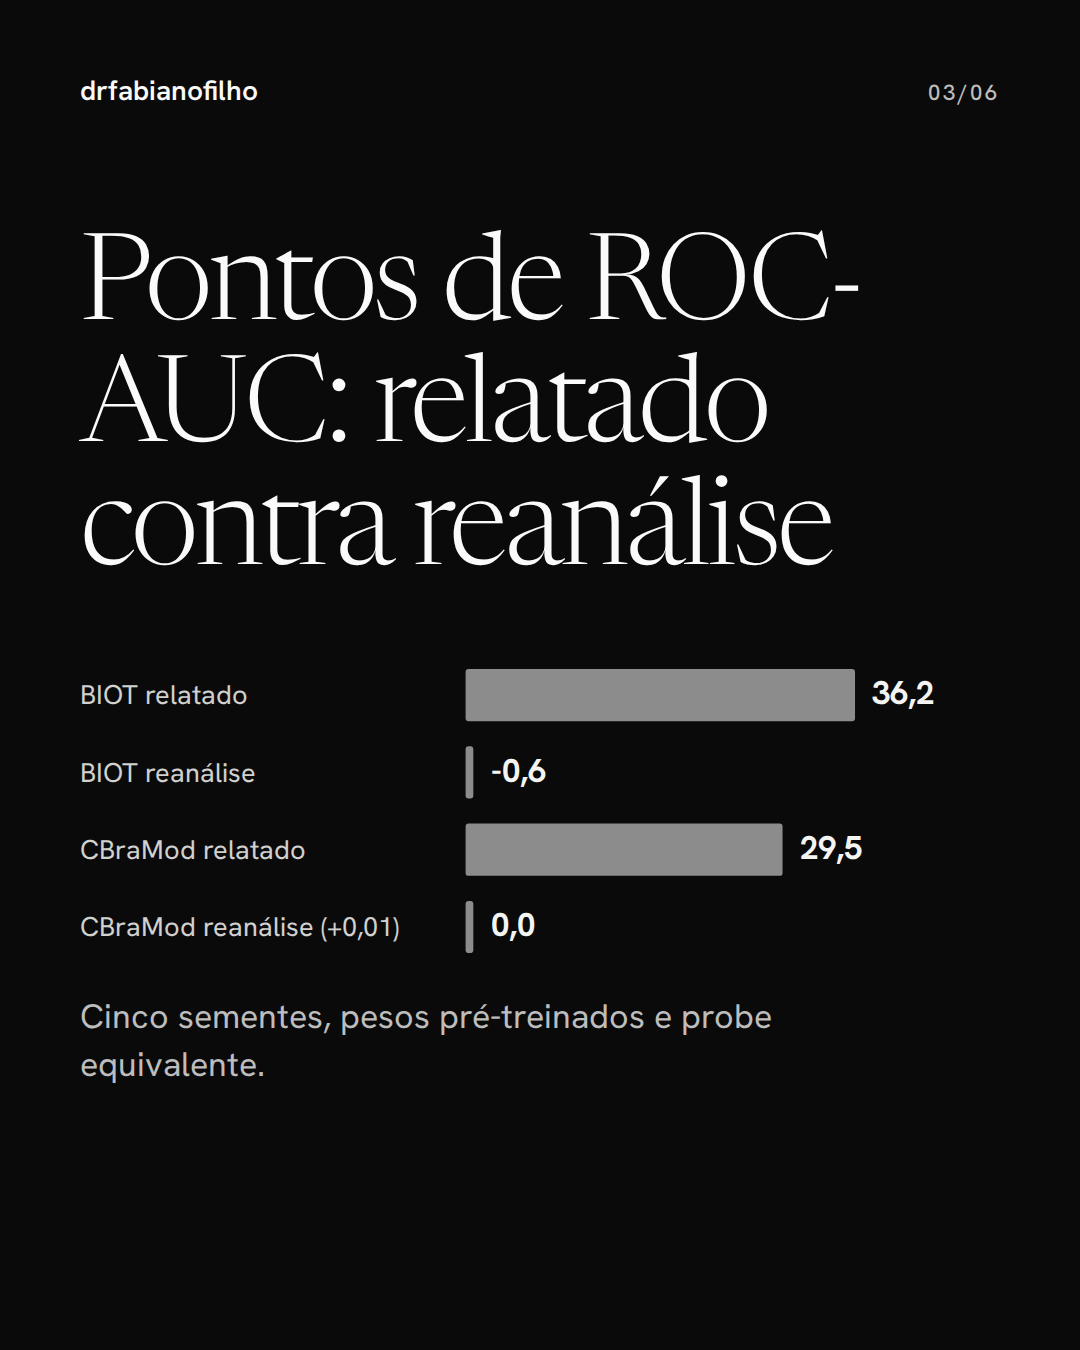 drfabianofilho
03/06
Pontos de ROC-
AUC: relatado
contra reanálise
BIOT relatado 36,2
BIOT reanálise -0,6
CBraMod relatado 29,5
CBraMod reanálise (+0,01) 0,0
Cinco sementes, pesos pré-treinados e probe
equivalente.